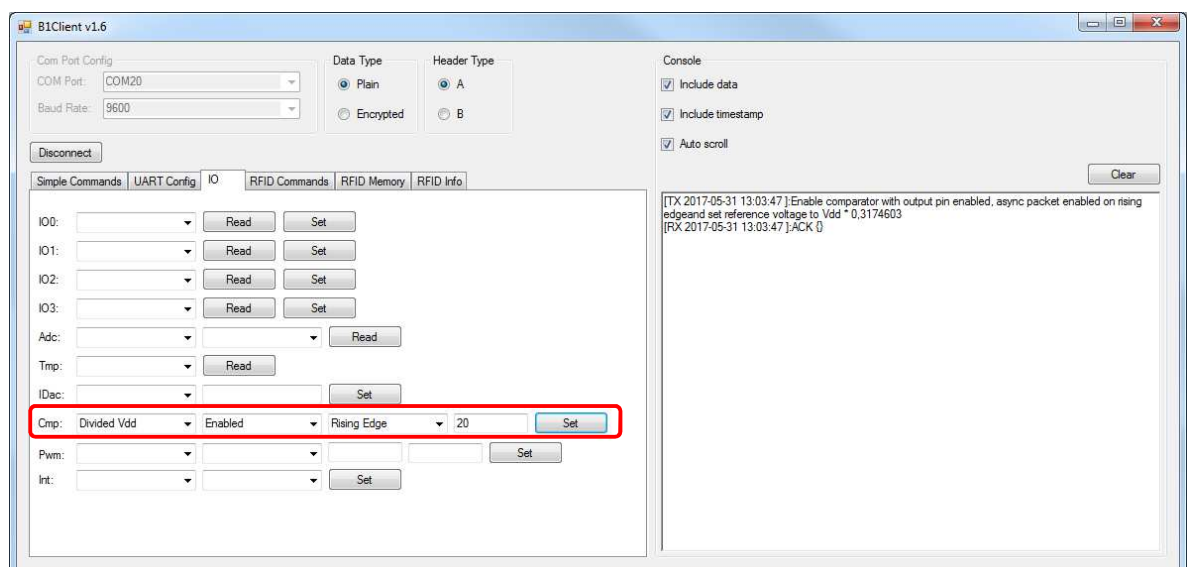 B1Client v1.6
Com Port Config
COM Port: COM20
Baud Rate: 9600
Data Type
Plain
Encrypted
Header Type
A
B
Disconnect
Simple Commands UART Config IO RFID Commands RFID Memory RFID Info
IO0: Read Set
IO1: Read Set
IO2: Read Set
IO3: Read Set
Adc: Read
Tmp: Read
IDac: Set
Cmp: Divided Vdd Enabled Rising Edge 20 Set
Pwm: Set
Int: Set
Console
Include data
Include timestamp
Auto scroll
Clear
[TX 2017-05-31 13:03:47 ]:Enable comparator with output pin enabled, async packet enabled on rising
edgeand set reference voltage to Vdd * 0,3174603
[RX 2017-05-31 13:03:47 ]:ACK {}